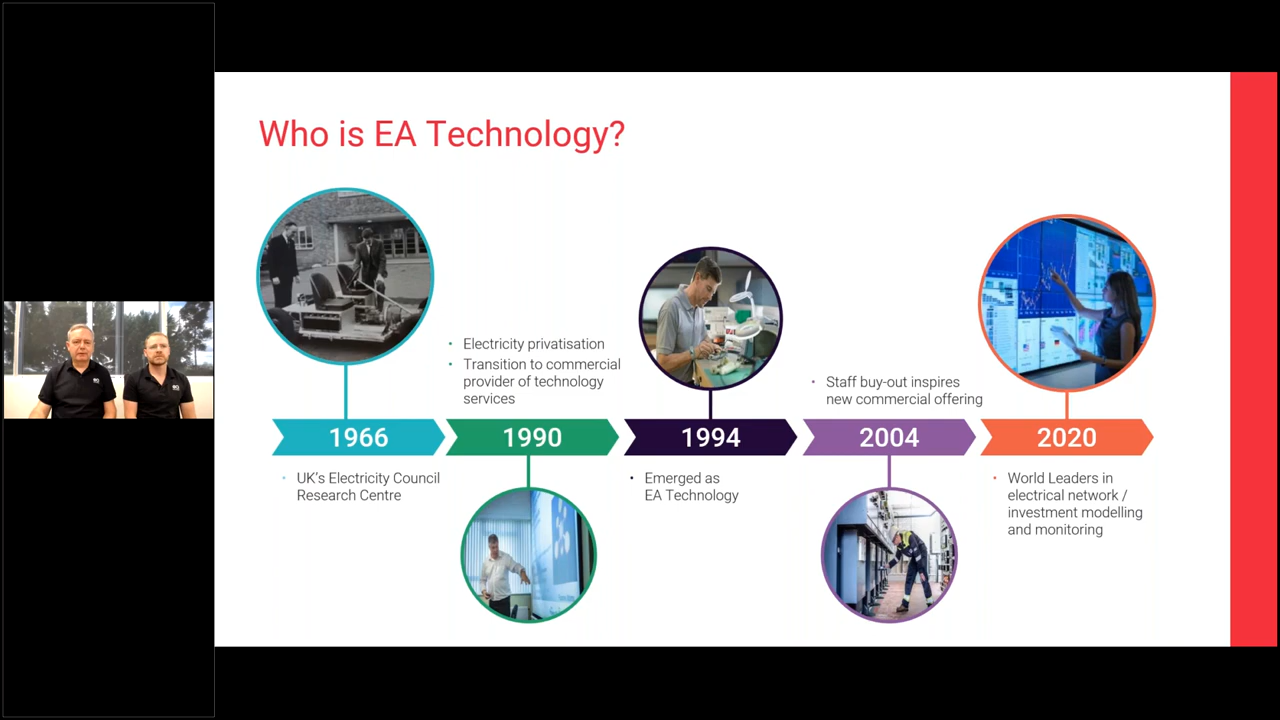 Who is EA Technology?
• Electricity privatisation
• Transition to commercial
provider of technology
services
• Staff buy-out inspires
new commercial offering
1966
1990
1994
2004
2020
• UK's Electricity Council
Research Centre
• Emerged as
EA Technology
• World Leaders in
electrical network /
investment modelling
and monitoring